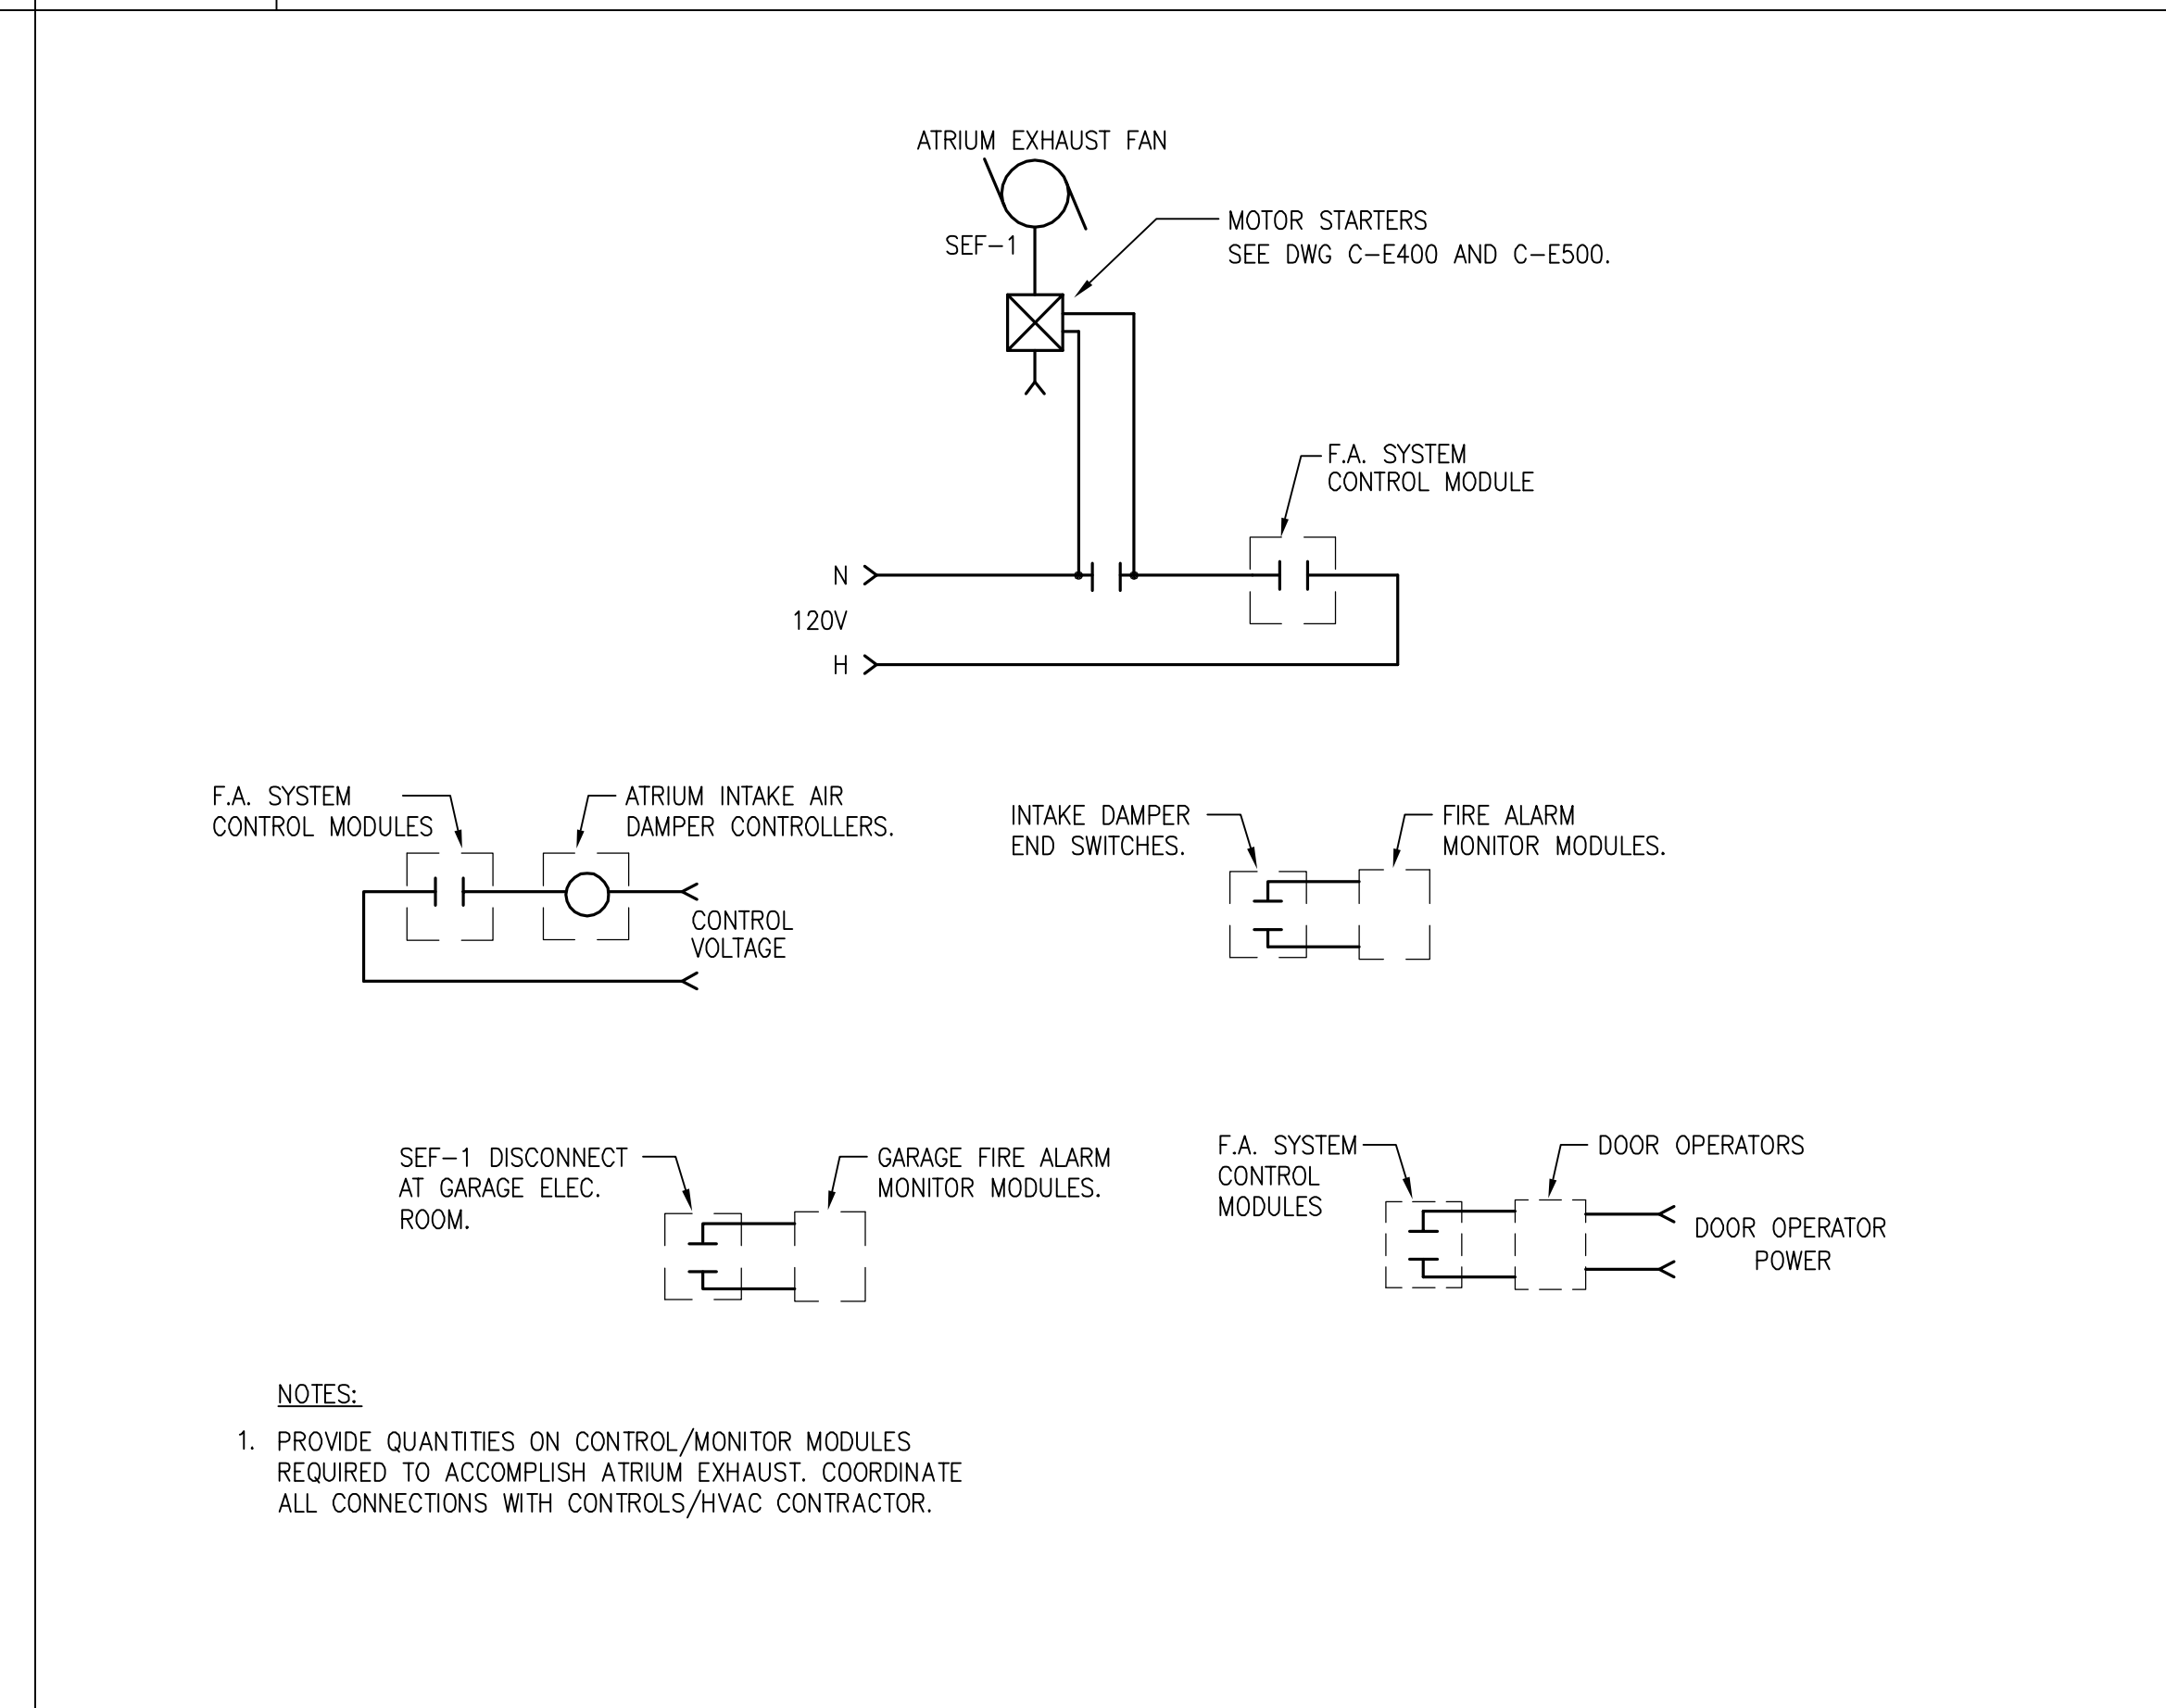 ATRIUM EXHAUST FAN
SEF-1
MOTOR STARTERS
SEE DWG C-E400 AND C-E500.
F.A. SYSTEM
CONTROL MODULE
N
120V
H
F.A. SYSTEM
CONTROL MODULES
ATRIUM INTAKE AIR
DAMPER CONTROLLERS.
CONTROL
VOLTAGE
INTAKE DAMPER
END SWITCHES.
FIRE ALARM
MONITOR MODULES.
SEF-1 DISCONNECT
AT GARAGE ELEC.
ROOM.
GARAGE FIRE ALARM
MONITOR MODULES.
F.A. SYSTEM
CONTROL
MODULES
DOOR OPERATORS
DOOR OPERATOR
POWER
NOTES:
1. PROVIDE QUANTITIES ON CONTROL/MONITOR MODULES
REQUIRED TO ACCOMPLISH ATRIUM EXHAUST. COORDINATE
ALL CONNECTIONS WITH CONTROLS/HVAC CONTRACTOR.